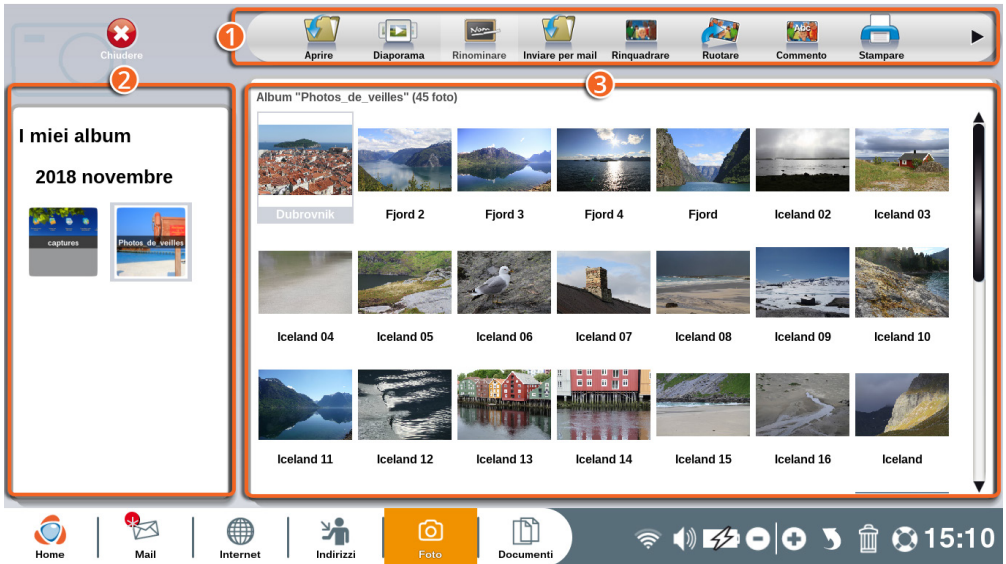 1
Chiudere
Aprire
Diaporama
Rinominare
Inviare per mail
Rinquadrare
Ruotare
Commento
Stampare
2
3
I miei album
2018 novembre
captures
Photos_de_veilles
Album "Photos_de_veilles" (45 foto)
Dubrovnik
Fjord 2
Fjord 3
Fjord 4
Fjord
Iceland 02
Iceland 03
Iceland 04
Iceland 05
Iceland 06
Iceland 07
Iceland 08
Iceland 09
Iceland 10
Iceland 11
Iceland 12
Iceland 13
Iceland 14
Iceland 15
Iceland 16
Iceland
Home
Mail
Internet
Indirizzi
Foto
Documenti
15:10